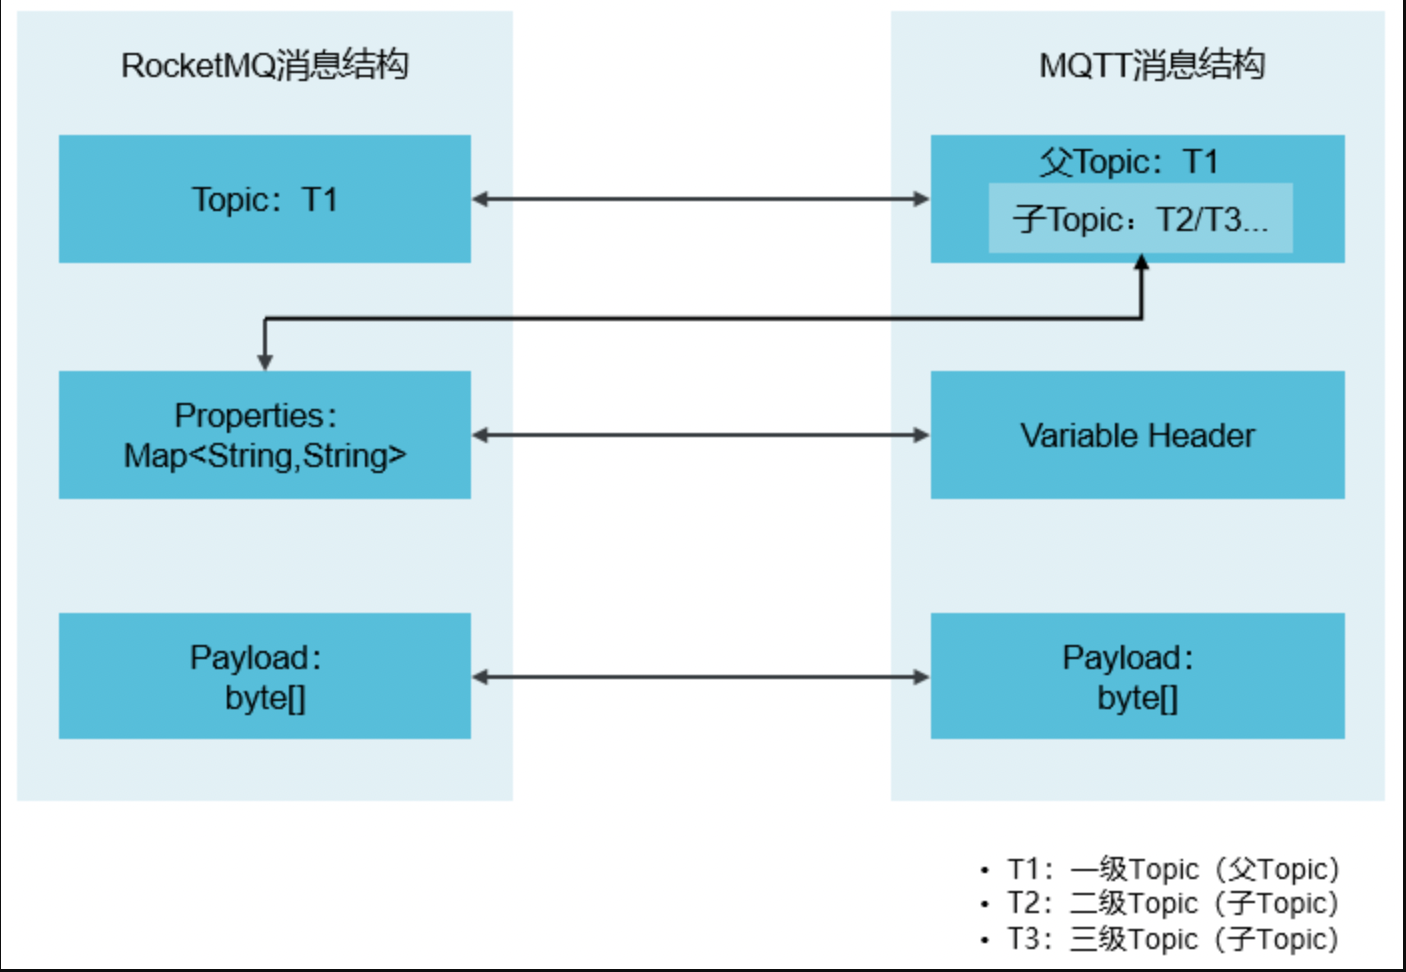 RocketMQ消息结构
Topic：T1
Properties：
Map<String,String>
Payload：
byte[]
MQTT消息结构
父Topic：T1
子Topic：T2/T3...
Variable Header
Payload：
byte[]
• T1：一级Topic（父Topic）
• T2：二级Topic（子Topic）
• T3：三级Topic（子Topic）